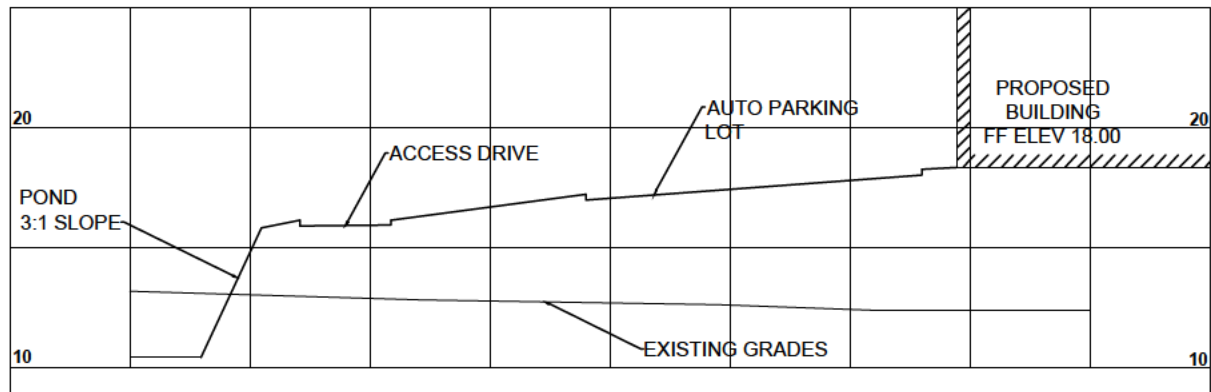 PROPOSED
BUILDING
FF ELEV 18.00
AUTO PARKING
LOT
20
20
ACCESS DRIVE
POND
3:1 SLOPE
EXISTING GRADES
10
10